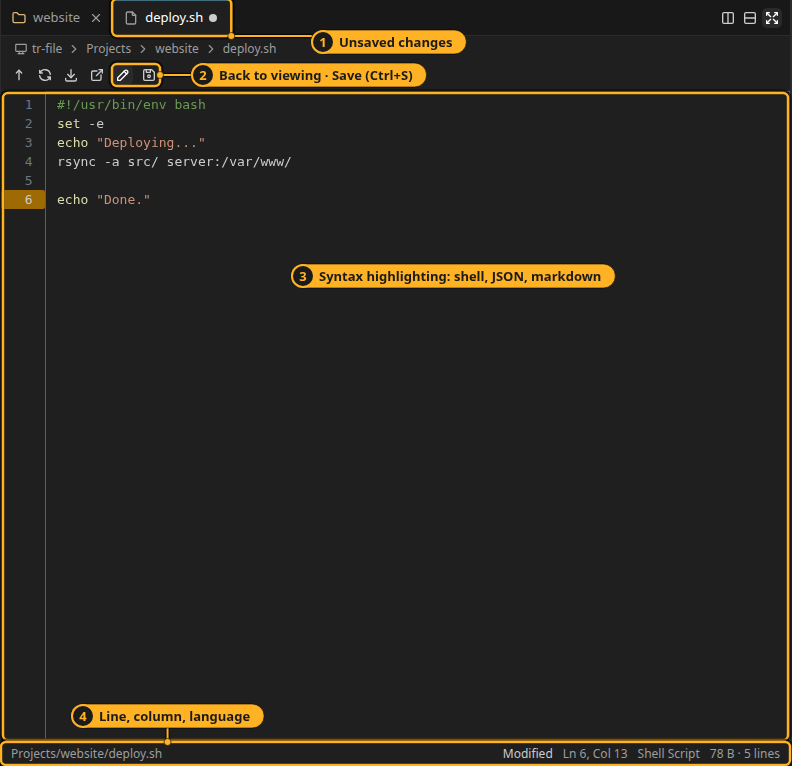 website
deploy.sh
1 Unsaved changes
tr-file > Projects > website > deploy.sh
2 Back to viewing · Save (Ctrl+S)
1 #!/usr/bin/env bash
2 set -e
3 echo "Deploying..."
4 rsync -a src/ server:/var/www/
5
6 echo "Done."
3 Syntax highlighting: shell, JSON, markdown
4 Line, column, language
Projects/website/deploy.sh Modified Ln 6, Col 13 Shell Script 78 B · 5 lines